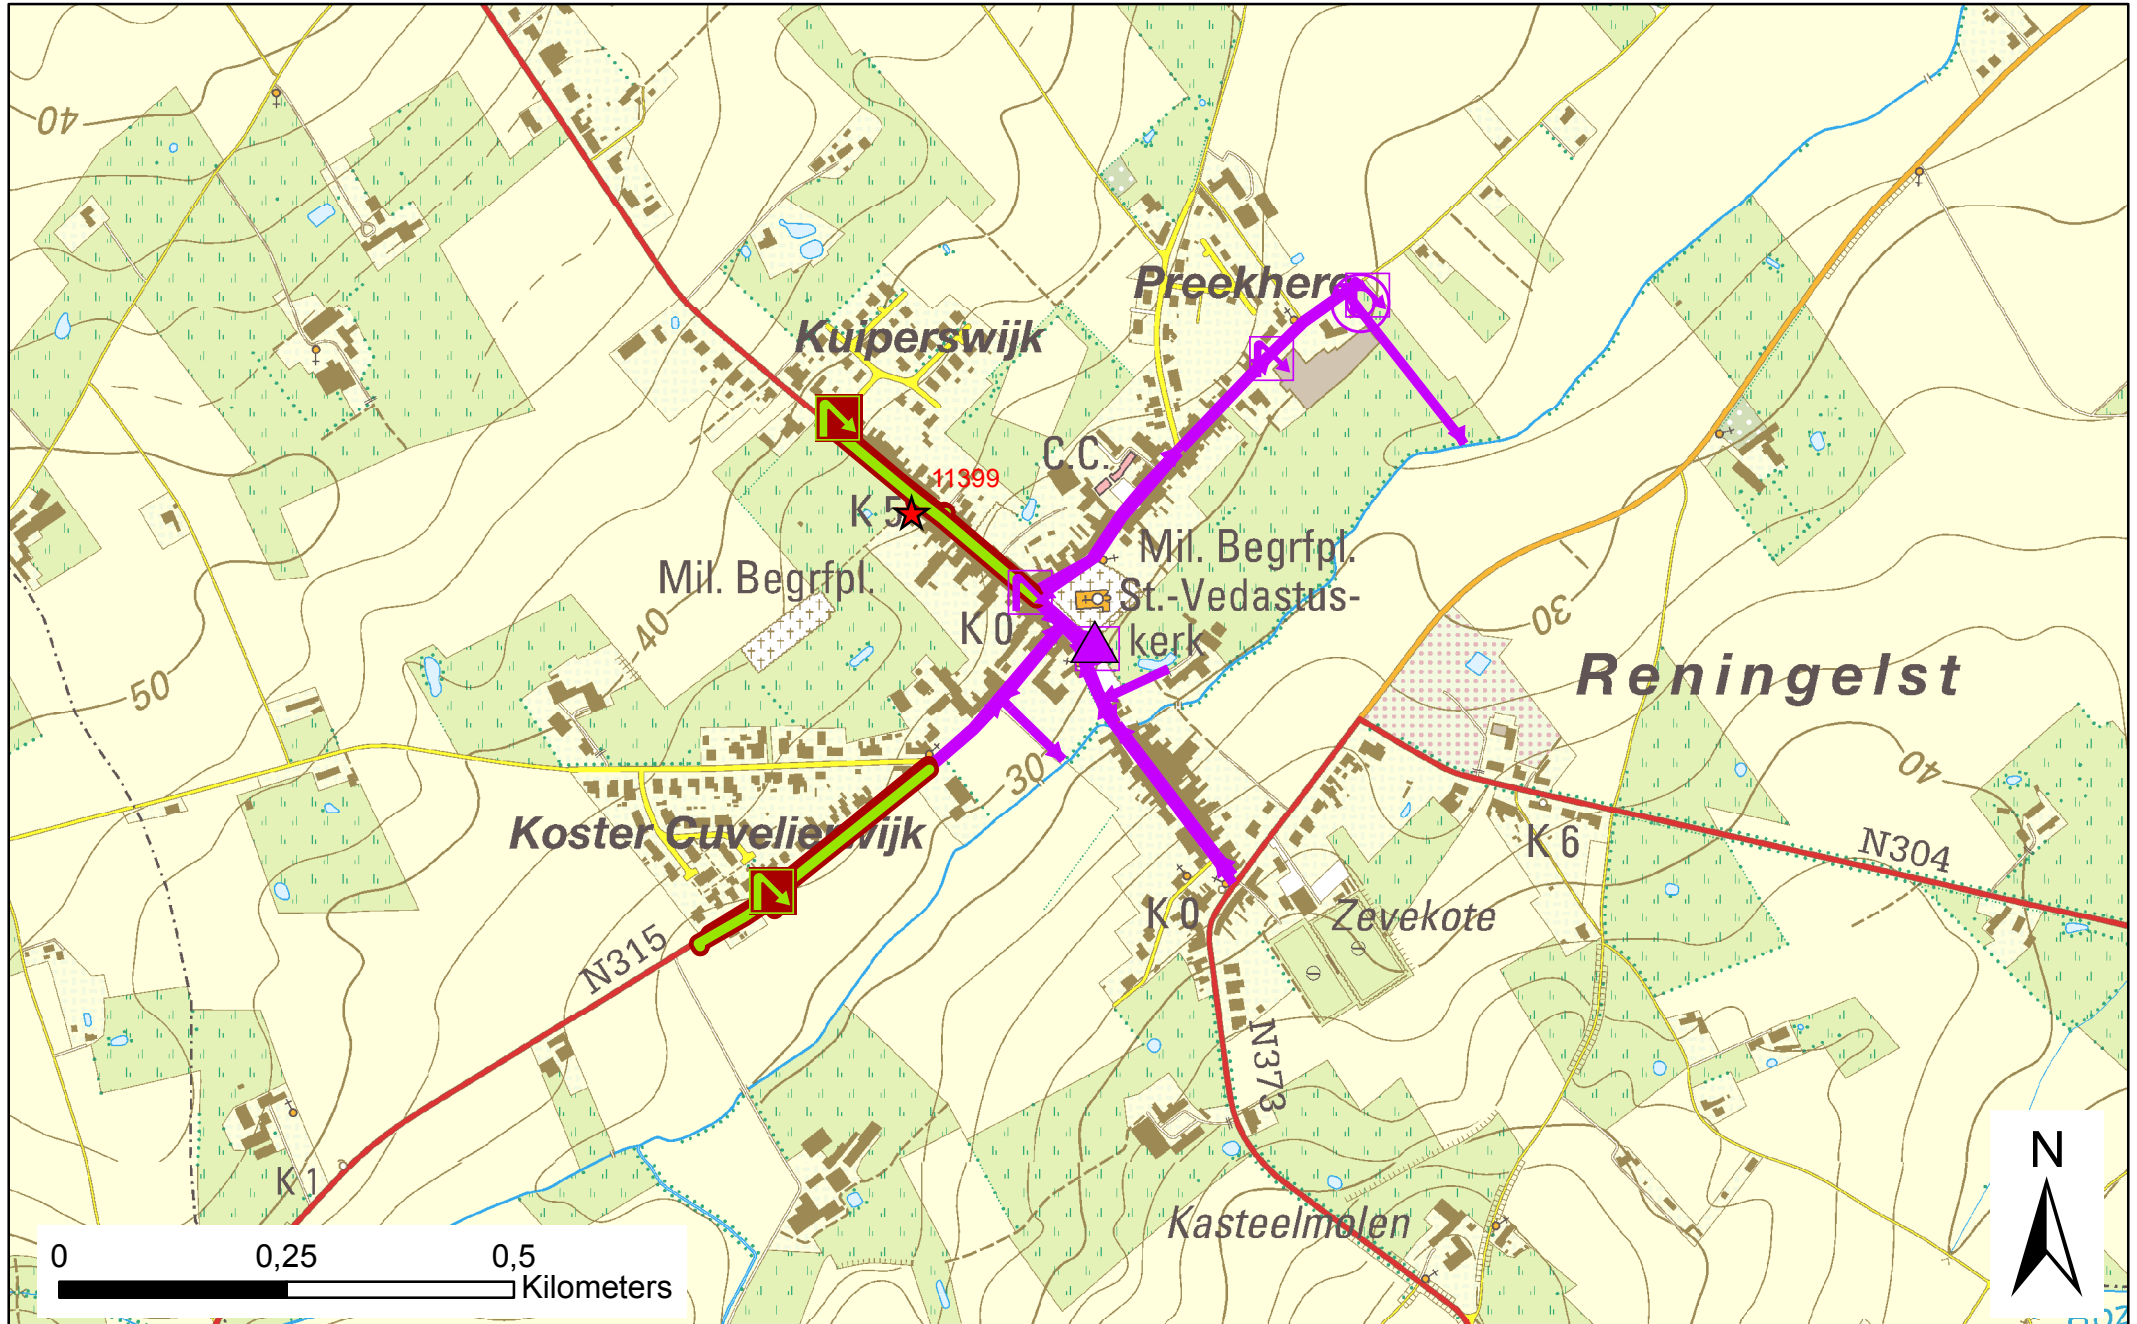 40
Preekhere
Kuiperswijk
C.C.
11399
K 5
Mil. Begrfpl.
St.-Vedastus-
kerk
Mil. Begrfpl.
40
K 0
30
Reningelst
50
30
40
Koster Cuvelierwijk
K 6
N304
K 0
Zevekote
N315
N373
K 1
Kasteelmolen
N
0
0,25
0,5
Kilometers